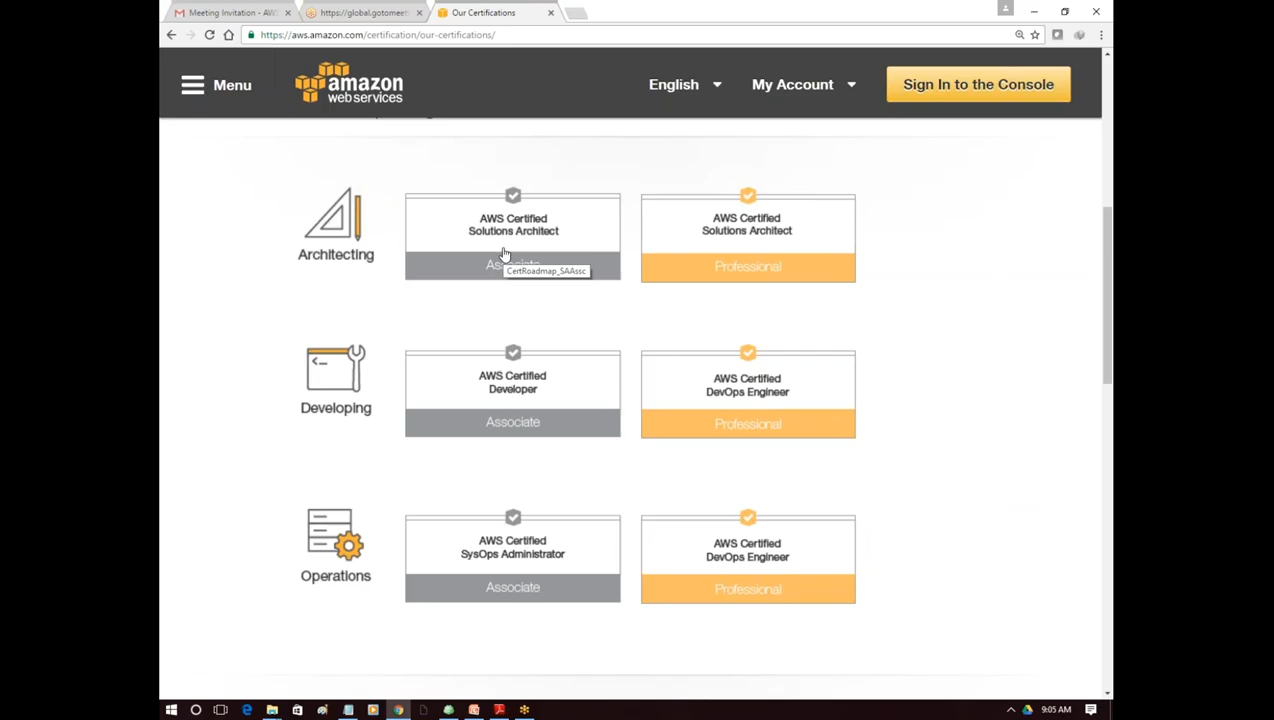 Meeting Invitation - AW
https://global.gotomeet
Our Certifications
https://aws.amazon.com/certification/our-certifications/
Menu
amazon
webservices
English
My Account
Sign In to the Console
Architecting
AWS Certified
Solutions Architect
CertRoadmap_SAAssc
AWS Certified
Solutions Architect
Professional
Developing
AWS Certified
Developer
Associate
AWS Certified
DevOps Engineer
Professional
Operations
AWS Certified
SysOps Administrator
Associate
AWS Certified
DevOps Engineer
Professional
9:05 AM